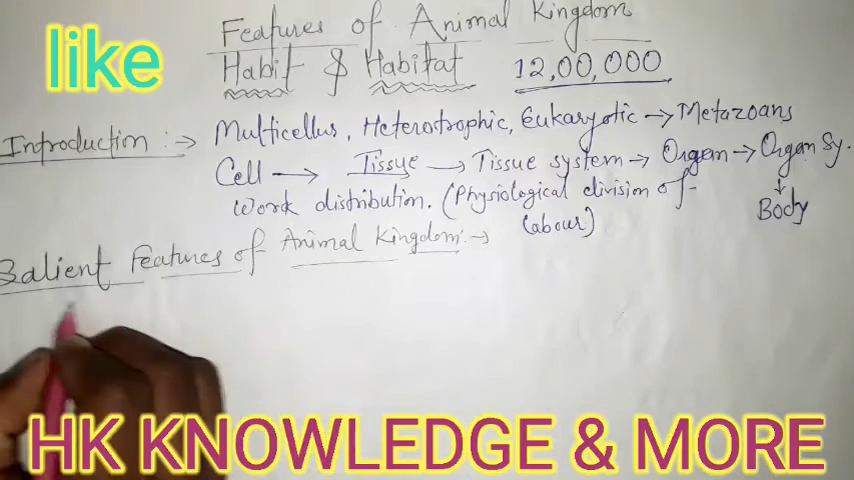 like
Features of Animal Kingdom
Habit & Habitat 12,00,000
Introduction :→ Multicellus, Heterotrophic, Eukaryotic → Metazoans
Cell → Tissue → Tissue system → Organ → Organ Sy.
↓
Body
Work distribution. (Physiological division of
labour)
Salient Features of Animal Kingdom :→
HK KNOWLEDGE & MORE